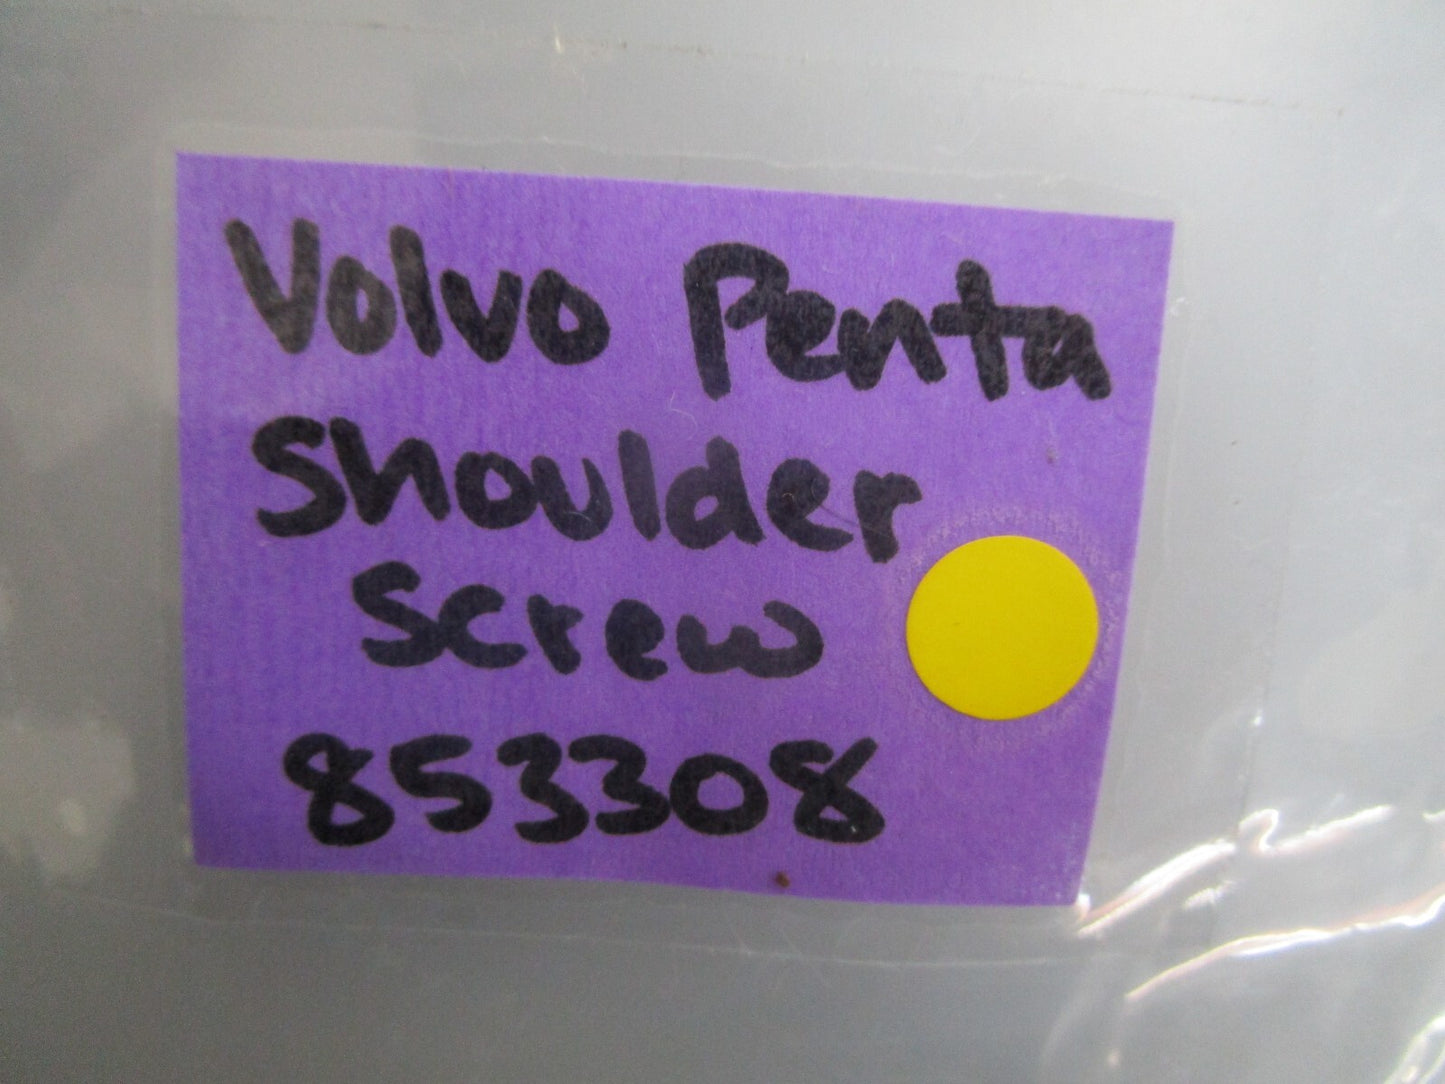 Volvo Penta
Shoulder
Screw
853308